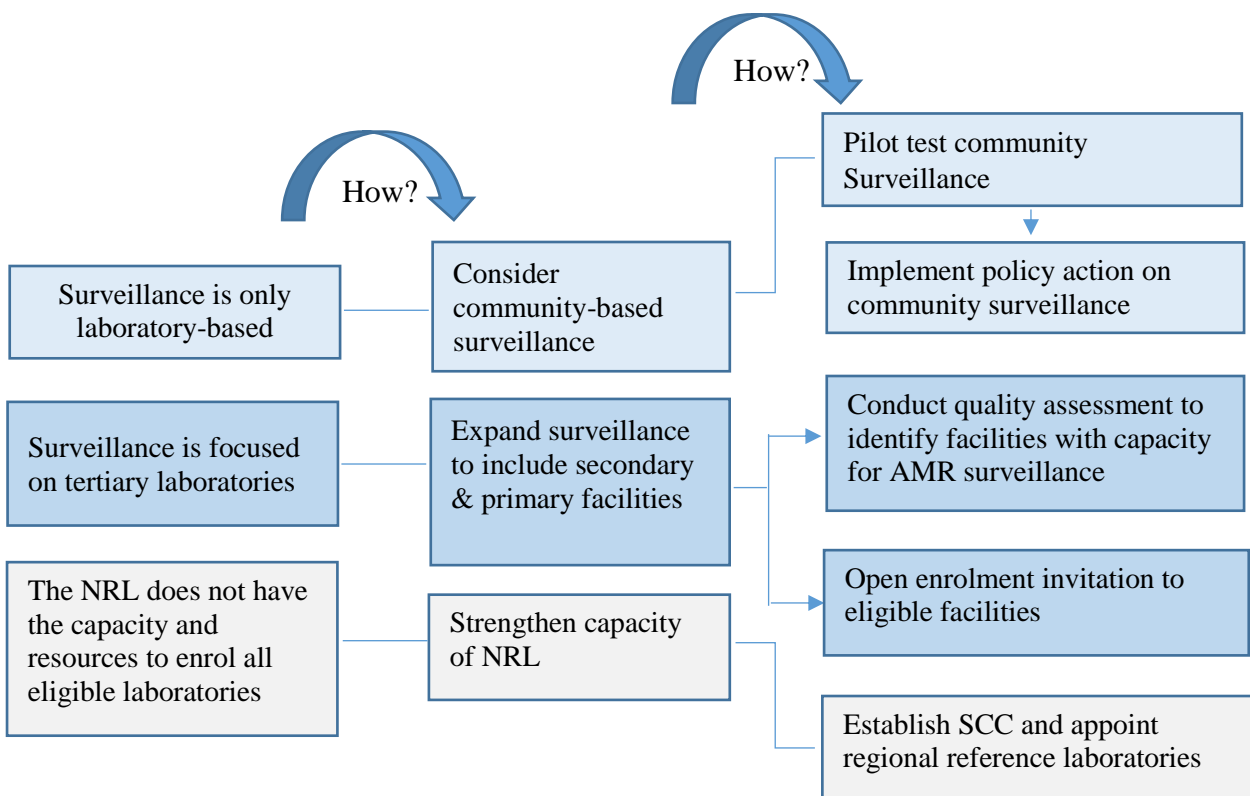 How?
How?
Surveillance is only
laboratory-based
Consider
community-based
surveillance
Pilot test community
Surveillance
Implement policy action on
community surveillance
Surveillance is focused
on tertiary laboratories
Expand surveillance
to include secondary
& primary facilities
Conduct quality assessment to
identify facilities with capacity
for AMR surveillance
Open enrolment invitation to
eligible facilities
The NRL does not have
the capacity and
resources to enrol all
eligible laboratories
Strengthen capacity
of NRL
Establish SCC and appoint
regional reference laboratories